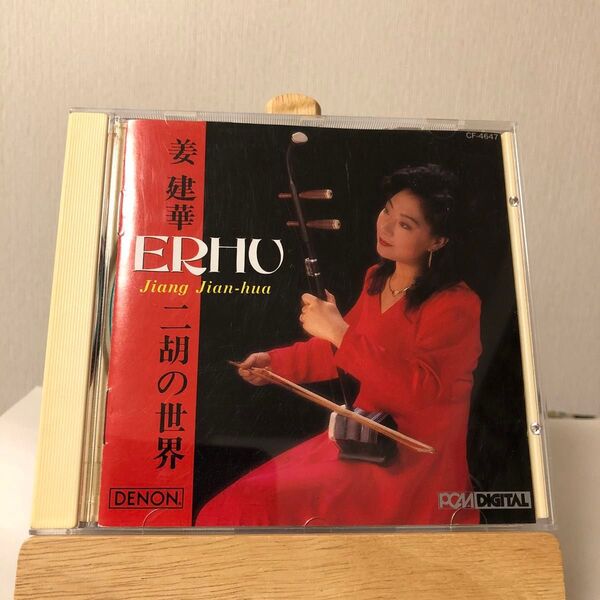 CF-4647
姜 建華
ERHU
Jiang Jian-hua
二胡の世界
DENON
PCM DIGITAL